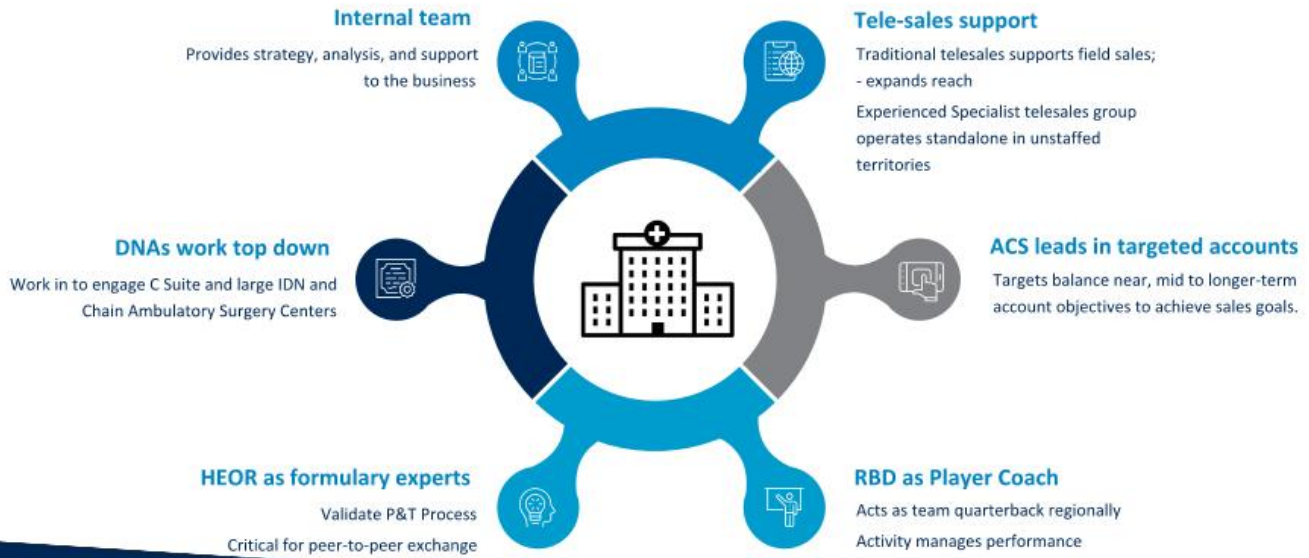 Internal team
Provides strategy, analysis, and support
to the business
Tele-sales support
Traditional telesales supports field sales;
- expands reach
Experienced Specialist telesales group
operates standalone in unstaffed
territories
DNAs work top down
Work in to engage C Suite and large IDN and
Chain Ambulatory Surgery Centers
ACS leads in targeted accounts
Targets balance near, mid to longer-term
account objectives to achieve sales goals.
HEOR as formulary experts
Validate P&T Process
Critical for peer-to-peer exchange
RBD as Player Coach
Acts as team quarterback regionally
Activity manages performance